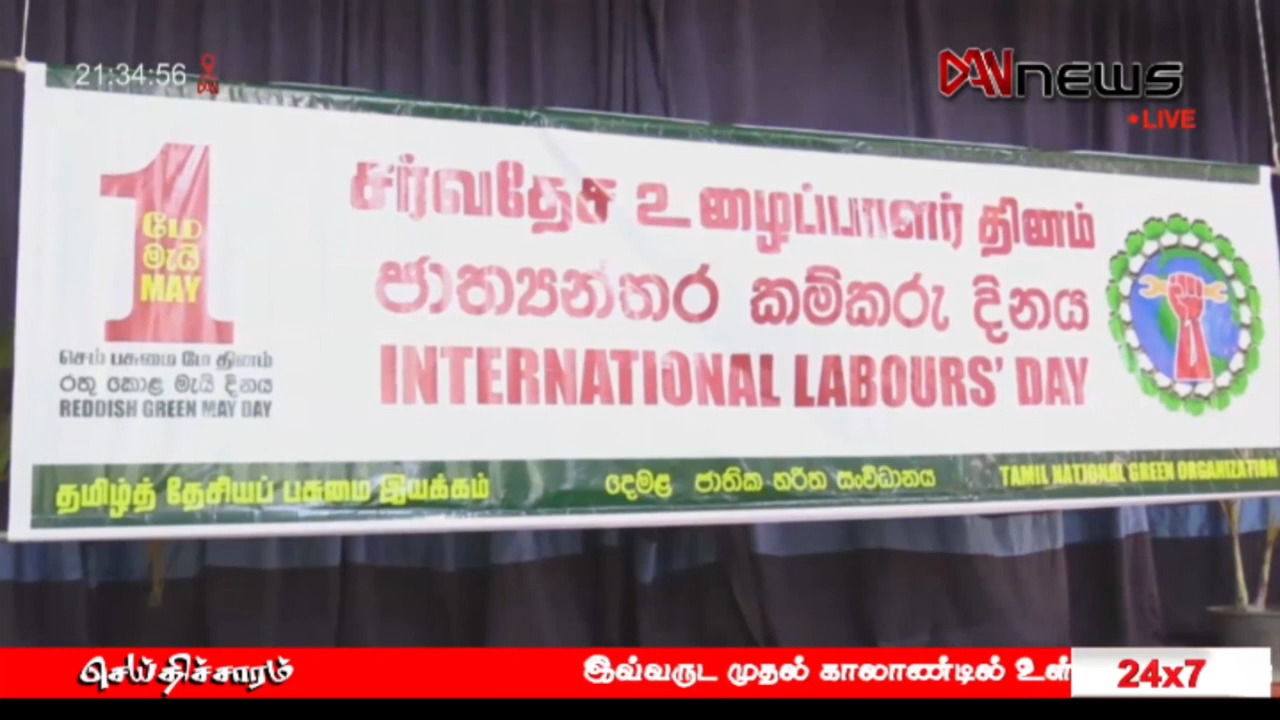 21:34:56
DAN news
LIVE
1
மே
මැයි
MAY
செம் பசுமை மே தினம்
රතු කොළ මැයි දිනය
REDDISH GREEN MAY DAY
சர்வதேச உழைப்பாளர் தினம்
ජාත්‍යන්තර කම්කරු දිනය
INTERNATIONAL LABOURS' DAY
தமிழ்த் தேசியப் பசுமை இயக்கம்
දෙමළ ජාතික හරිත සංවිධානය
TAMIL NATIONAL GREEN ORGANIZATION
செய்திச்சாரம்
இவ்வருட முதல் காலாண்டில் உள்
24x7